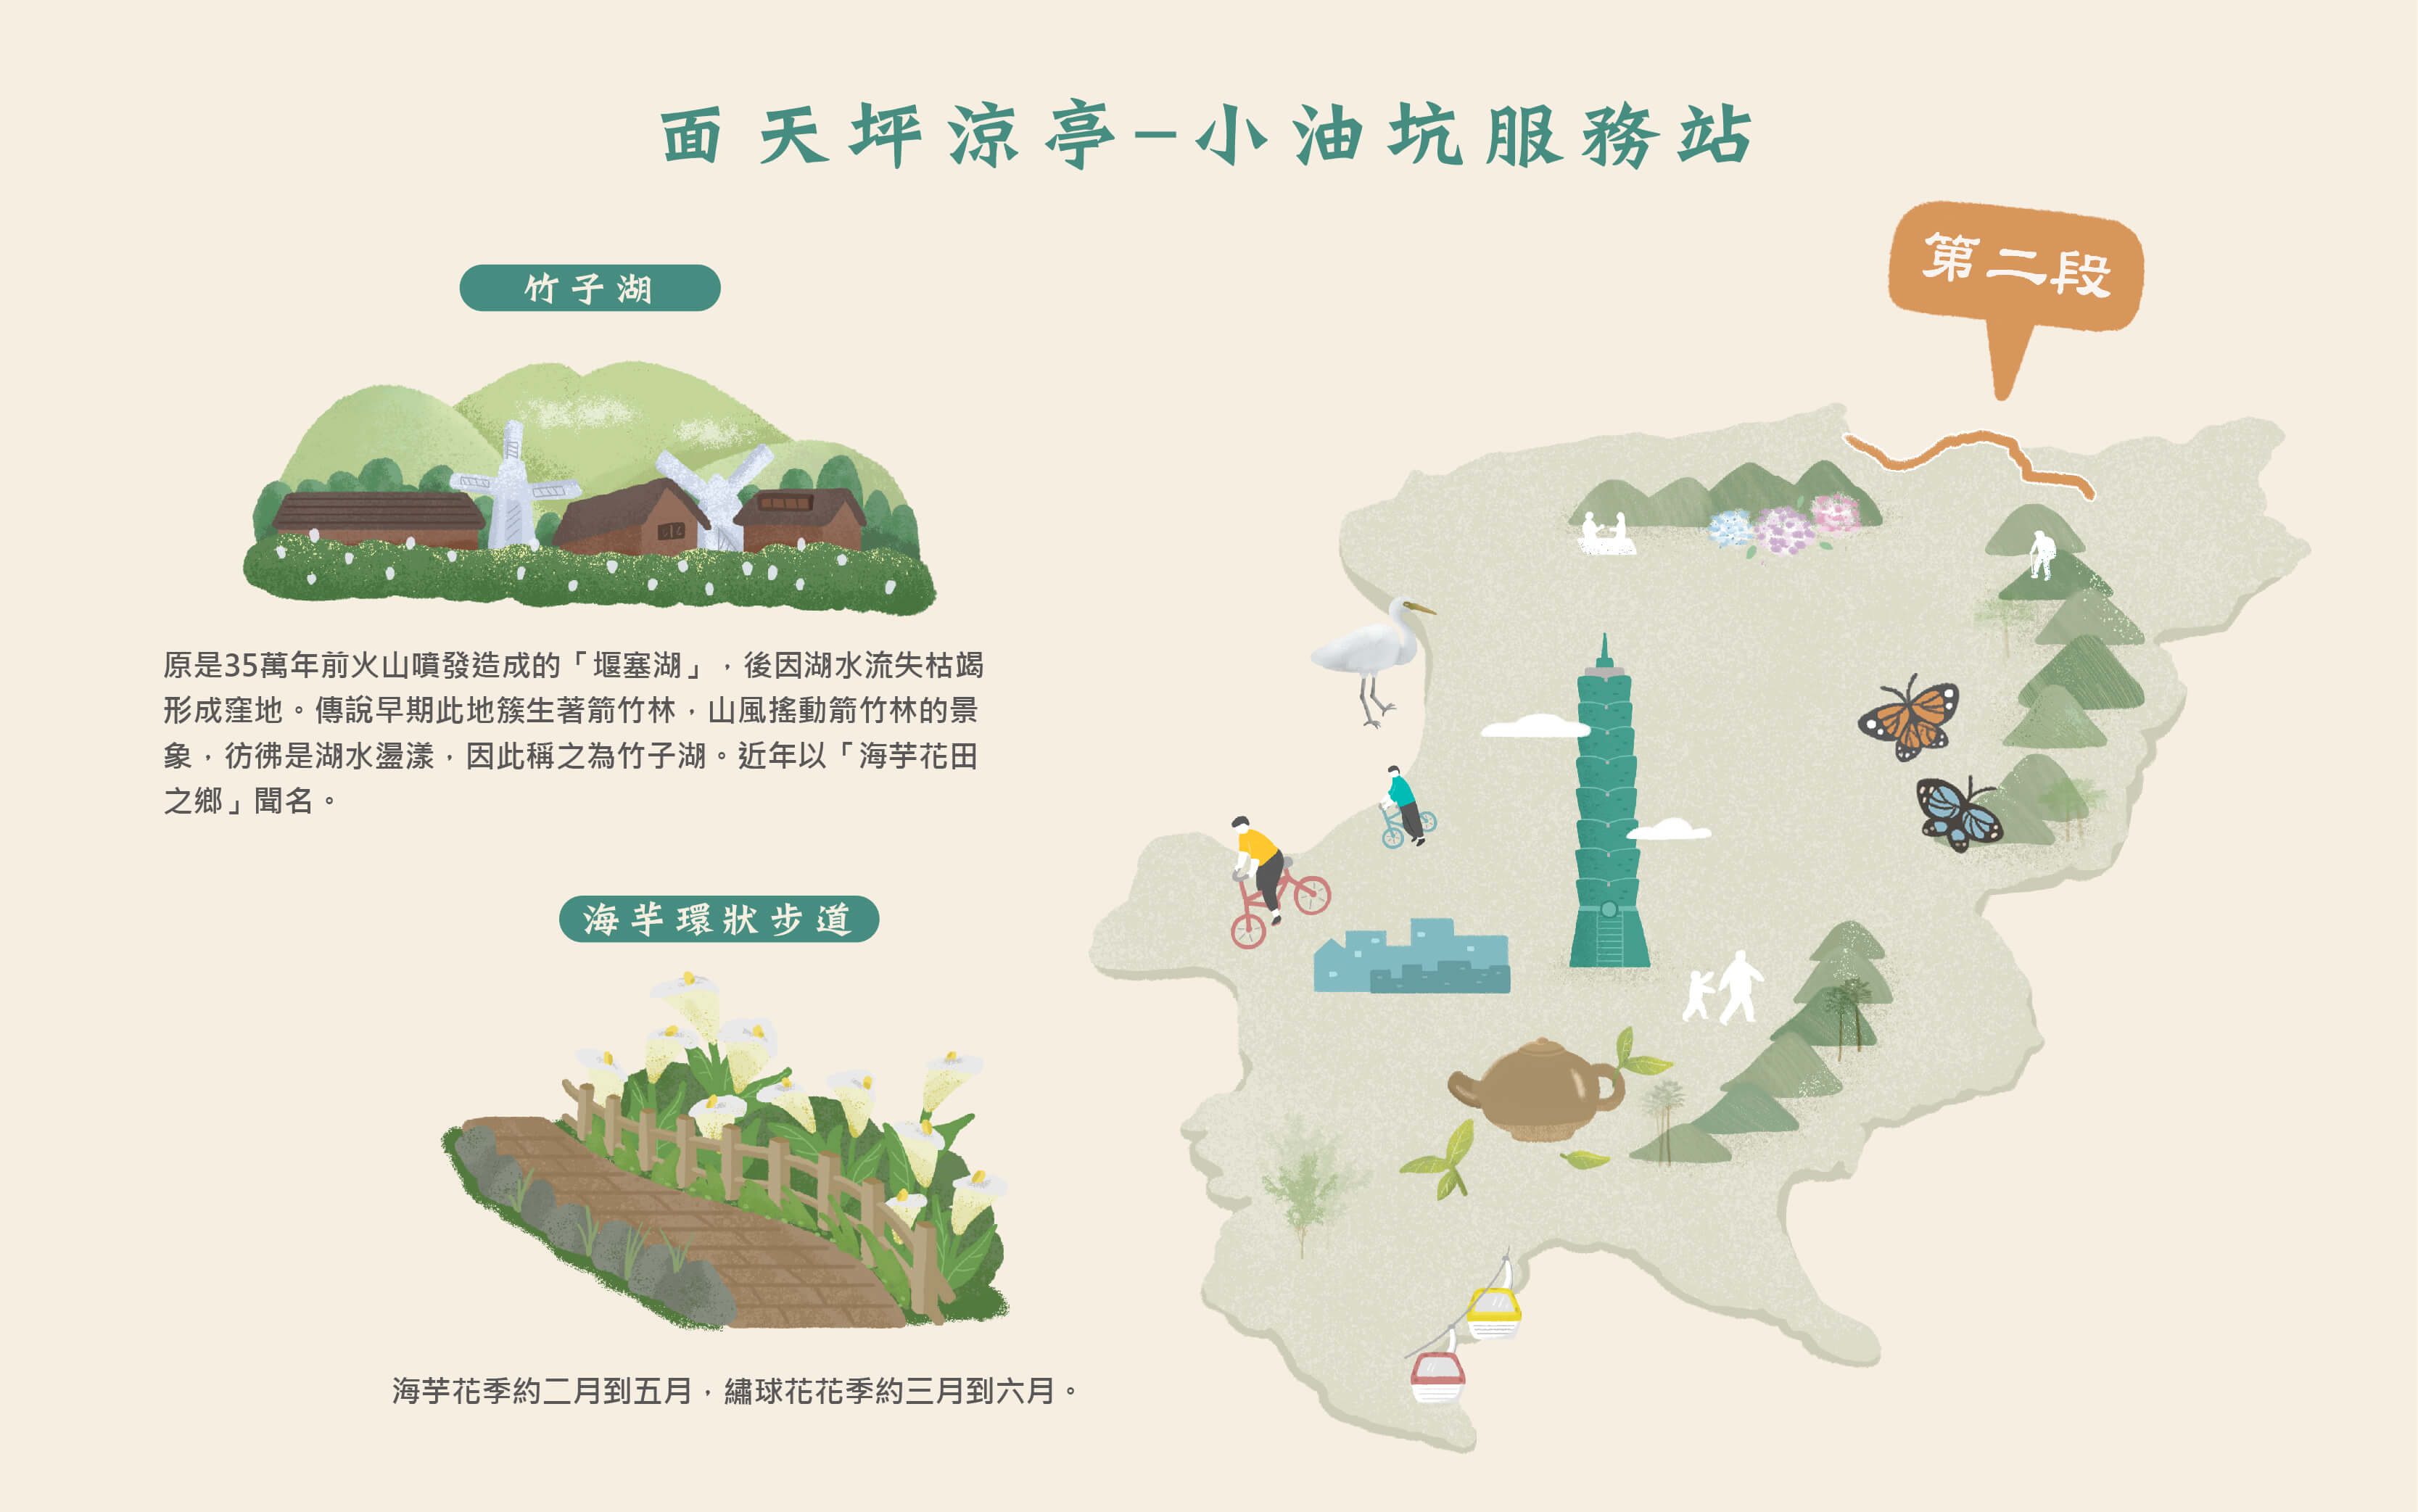 面天坪涼亭-小油坑服務站
第二段
竹子湖
原是35萬年前火山噴發造成的「堰塞湖」，後因湖水流失枯竭
形成窪地。傳說早期此地簇生著箭竹林，山風搖動箭竹林的景
象，彷彿是湖水盪漾，因此稱之為竹子湖。近年以「海芋花田
之鄉」聞名。
海芋環狀步道
海芋花季約二月到五月，繡球花花季約三月到六月。